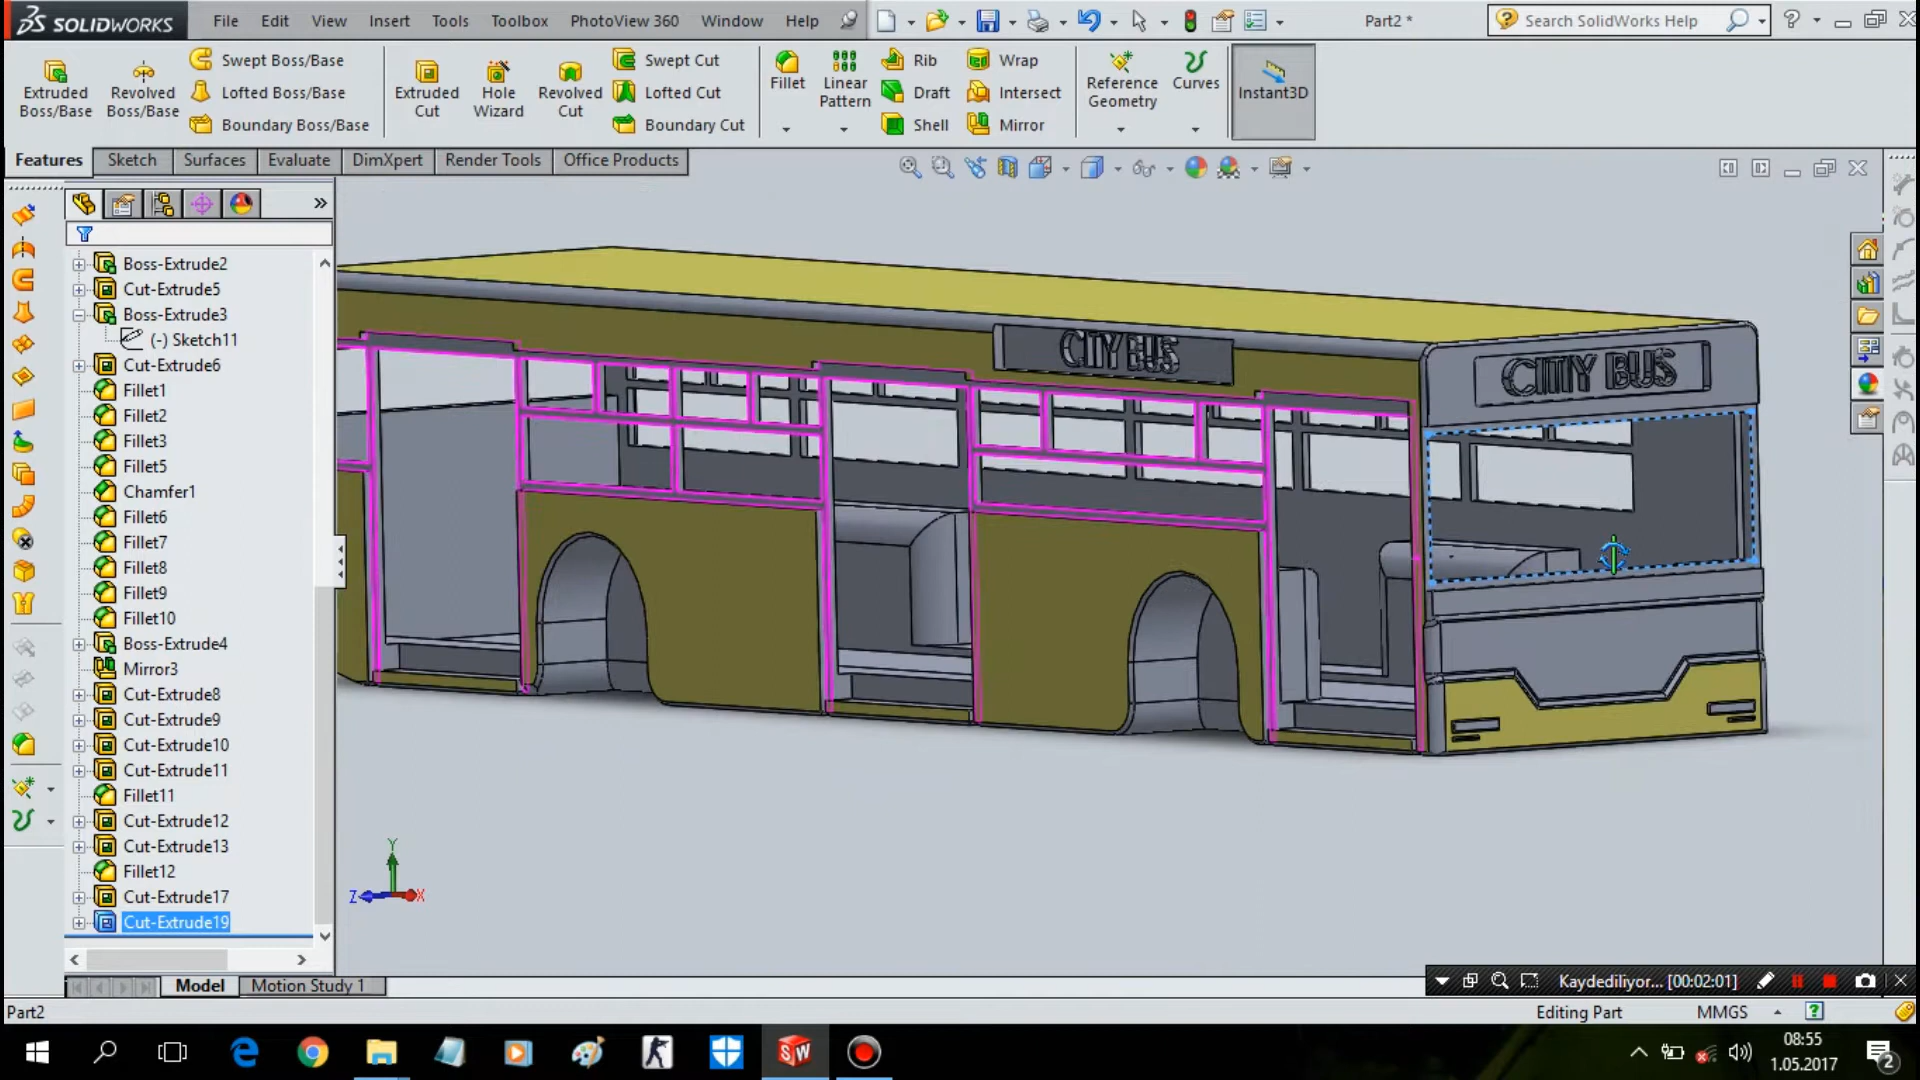 SOLIDWORKS File Edit View Insert Tools Toolbox PhotoView 360 Window Help Part2 * Search SolidWorks Help
Extruded Boss/Base
Revolved Boss/Base
Swept Boss/Base
Lofted Boss/Base
Boundary Boss/Base
Extruded Cut
Hole Wizard
Revolved Cut
Swept Cut
Lofted Cut
Boundary Cut
Fillet
Linear Pattern
Rib
Draft
Shell
Wrap
Intersect
Mirror
Reference Geometry
Curves
Instant3D
Features Sketch Surfaces Evaluate DimXpert Render Tools Office Products
Boss-Extrude2
Cut-Extrude5
Boss-Extrude3
(-) Sketch11
Cut-Extrude6
Fillet1
Fillet2
Fillet3
Fillet5
Chamfer1
Fillet6
Fillet7
Fillet8
Fillet9
Fillet10
Boss-Extrude4
Mirror3
Cut-Extrude8
Cut-Extrude9
Cut-Extrude10
Cut-Extrude11
Fillet11
Cut-Extrude12
Cut-Extrude13
Fillet12
Cut-Extrude17
Cut-Extrude19
CITIY BUS
CITIY BUS
Y
Z X
Model Motion Study 1
Kaydediliyor... [00:02:01]
Part2 Editing Part MMGS
08:55
1.05.2017
2